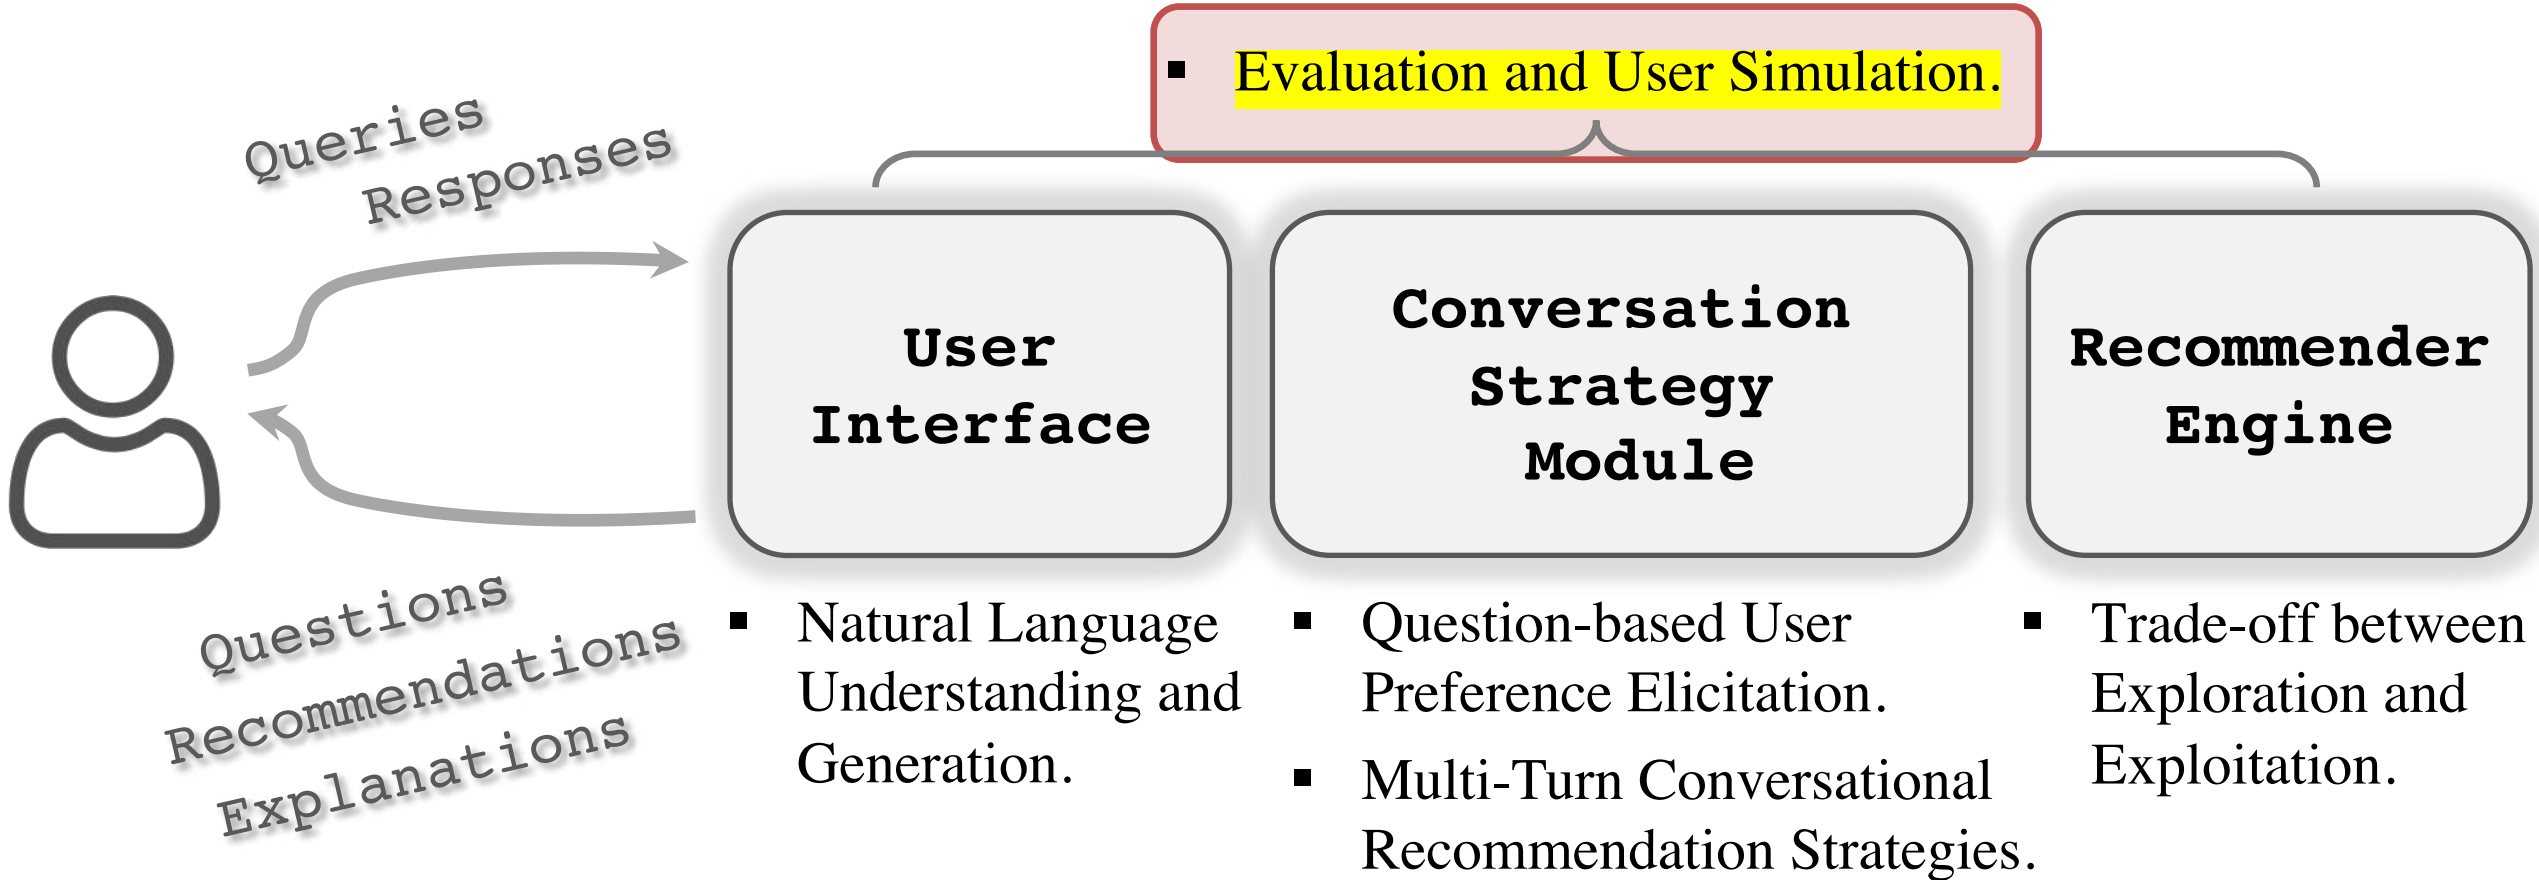 ▪ Evaluation and User Simulation.
Queries
Responses
User
Interface
Conversation
Strategy
Module
Recommender
Engine
Questions
Recommendations
Explanations
▪ Natural Language
Understanding and
Generation.
▪ Question-based User
Preference Elicitation.
▪ Multi-Turn Conversational
Recommendation Strategies.
▪ Trade-off between
Exploration and
Exploitation.